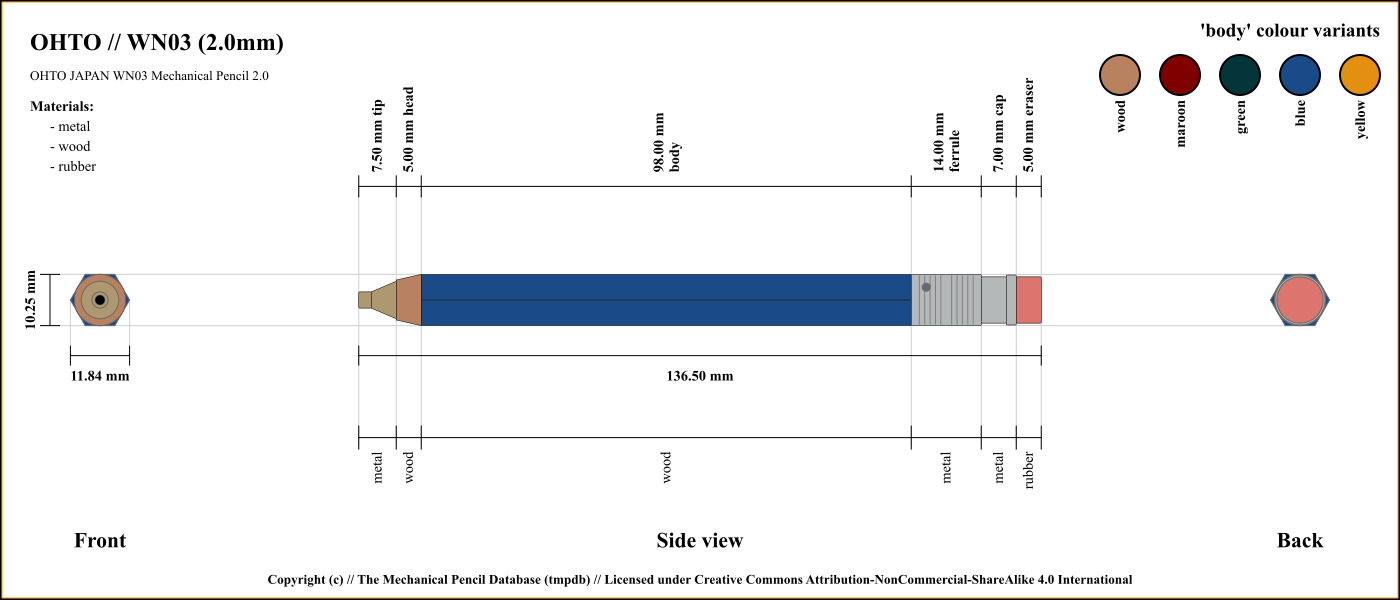 OHTO // WN03 (2.0mm)
OHTO JAPAN WN03 Mechanical Pencil 2.0
Materials:
- metal
- wood
- rubber
'body' colour variants
wood
maroon
green
blue
yellow
7.50 mm tip
5.00 mm head
98.00 mm
body
14.00 mm
ferrule
7.00 mm cap
5.00 mm eraser
10.25 mm
11.84 mm
136.50 mm
metal
wood
wood
metal
metal
rubber
Front
Side view
Back
Copyright (c) // The Mechanical Pencil Database (tmpdb) // Licensed under Creative Commons Attribution-NonCommercial-ShareAlike 4.0 International